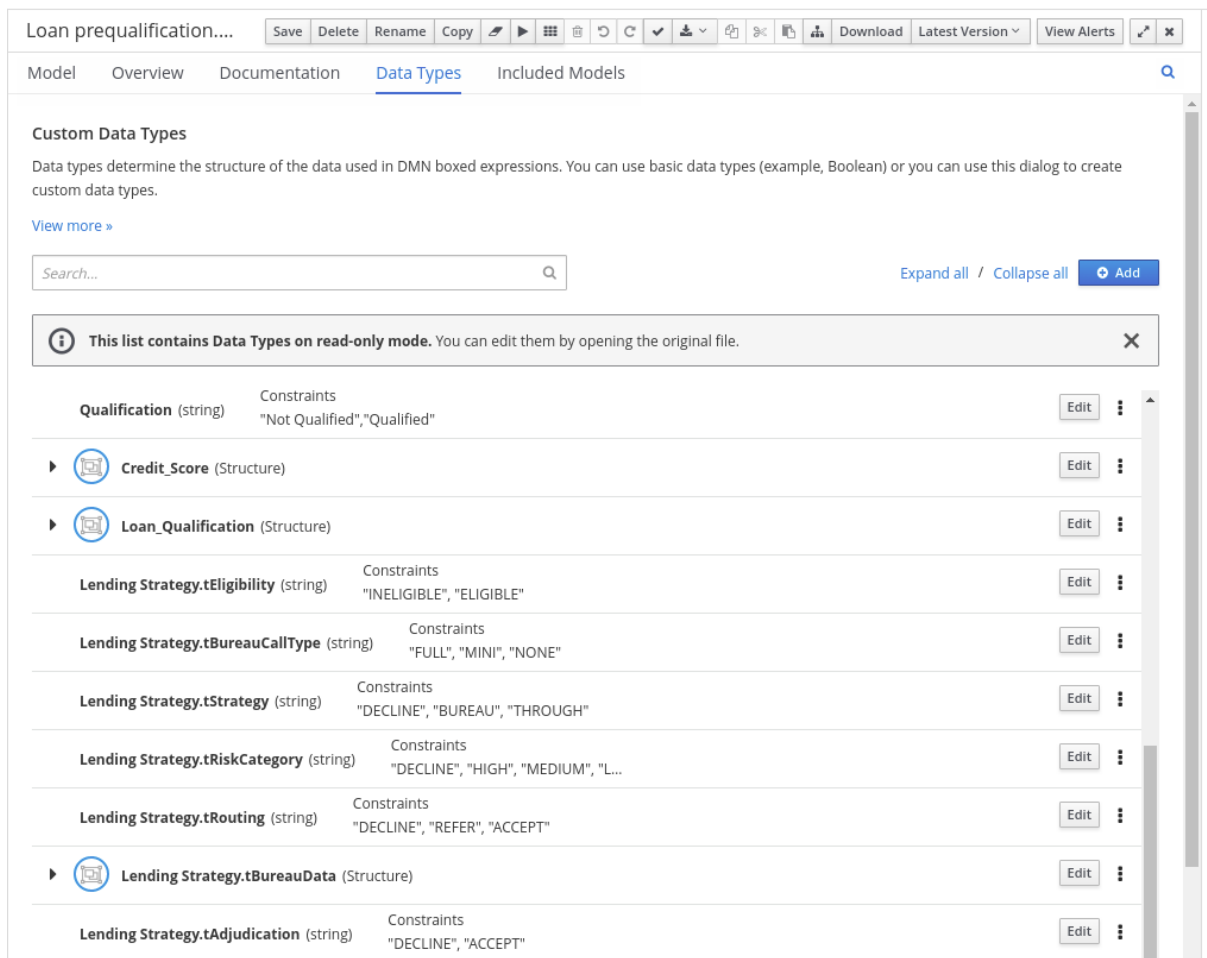 Loan prequalification.... Save Delete Rename Copy Download Latest Version View Alerts
Model Overview Documentation Data Types Included Models
Custom Data Types
Data types determine the structure of the data used in DMN boxed expressions. You can use basic data types (example, Boolean) or you can use this dialog to create
custom data types.
View more »
Search... Expand all / Collapse all Add
This list contains Data Types on read-only mode. You can edit them by opening the original file.
Constraints
Qualification (string) Edit
"Not Qualified","Qualified"
Credit_Score (Structure) Edit
Loan_Qualification (Structure) Edit
Constraints
Lending Strategy.tEligibility (string) Edit
"INELIGIBLE", "ELIGIBLE"
Constraints
Lending Strategy.tBureauCallType (string) Edit
"FULL", "MINI", "NONE"
Constraints
Lending Strategy.tStrategy (string) Edit
"DECLINE", "BUREAU", "THROUGH"
Constraints
Lending Strategy.tRiskCategory (string) Edit
"DECLINE", "HIGH", "MEDIUM", "L...
Constraints
Lending Strategy.tRouting (string) Edit
"DECLINE", "REFER", "ACCEPT"
Lending Strategy.tBureauData (Structure) Edit
Constraints
Lending Strategy.tAdjudication (string) Edit
"DECLINE", "ACCEPT"